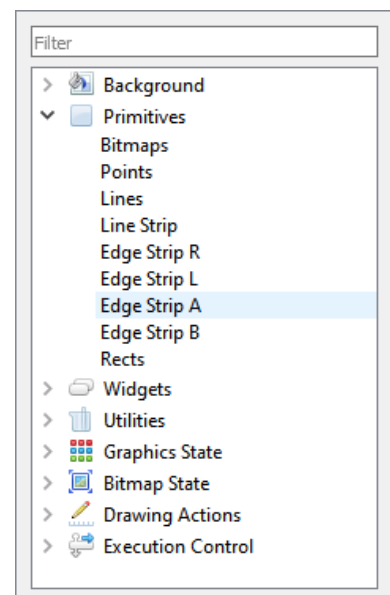 Filter
Background
Primitives
Bitmaps
Points
Lines
Line Strip
Edge Strip R
Edge Strip L
Edge Strip A
Edge Strip B
Rects
Widgets
Utilities
Graphics State
Bitmap State
Drawing Actions
Execution Control